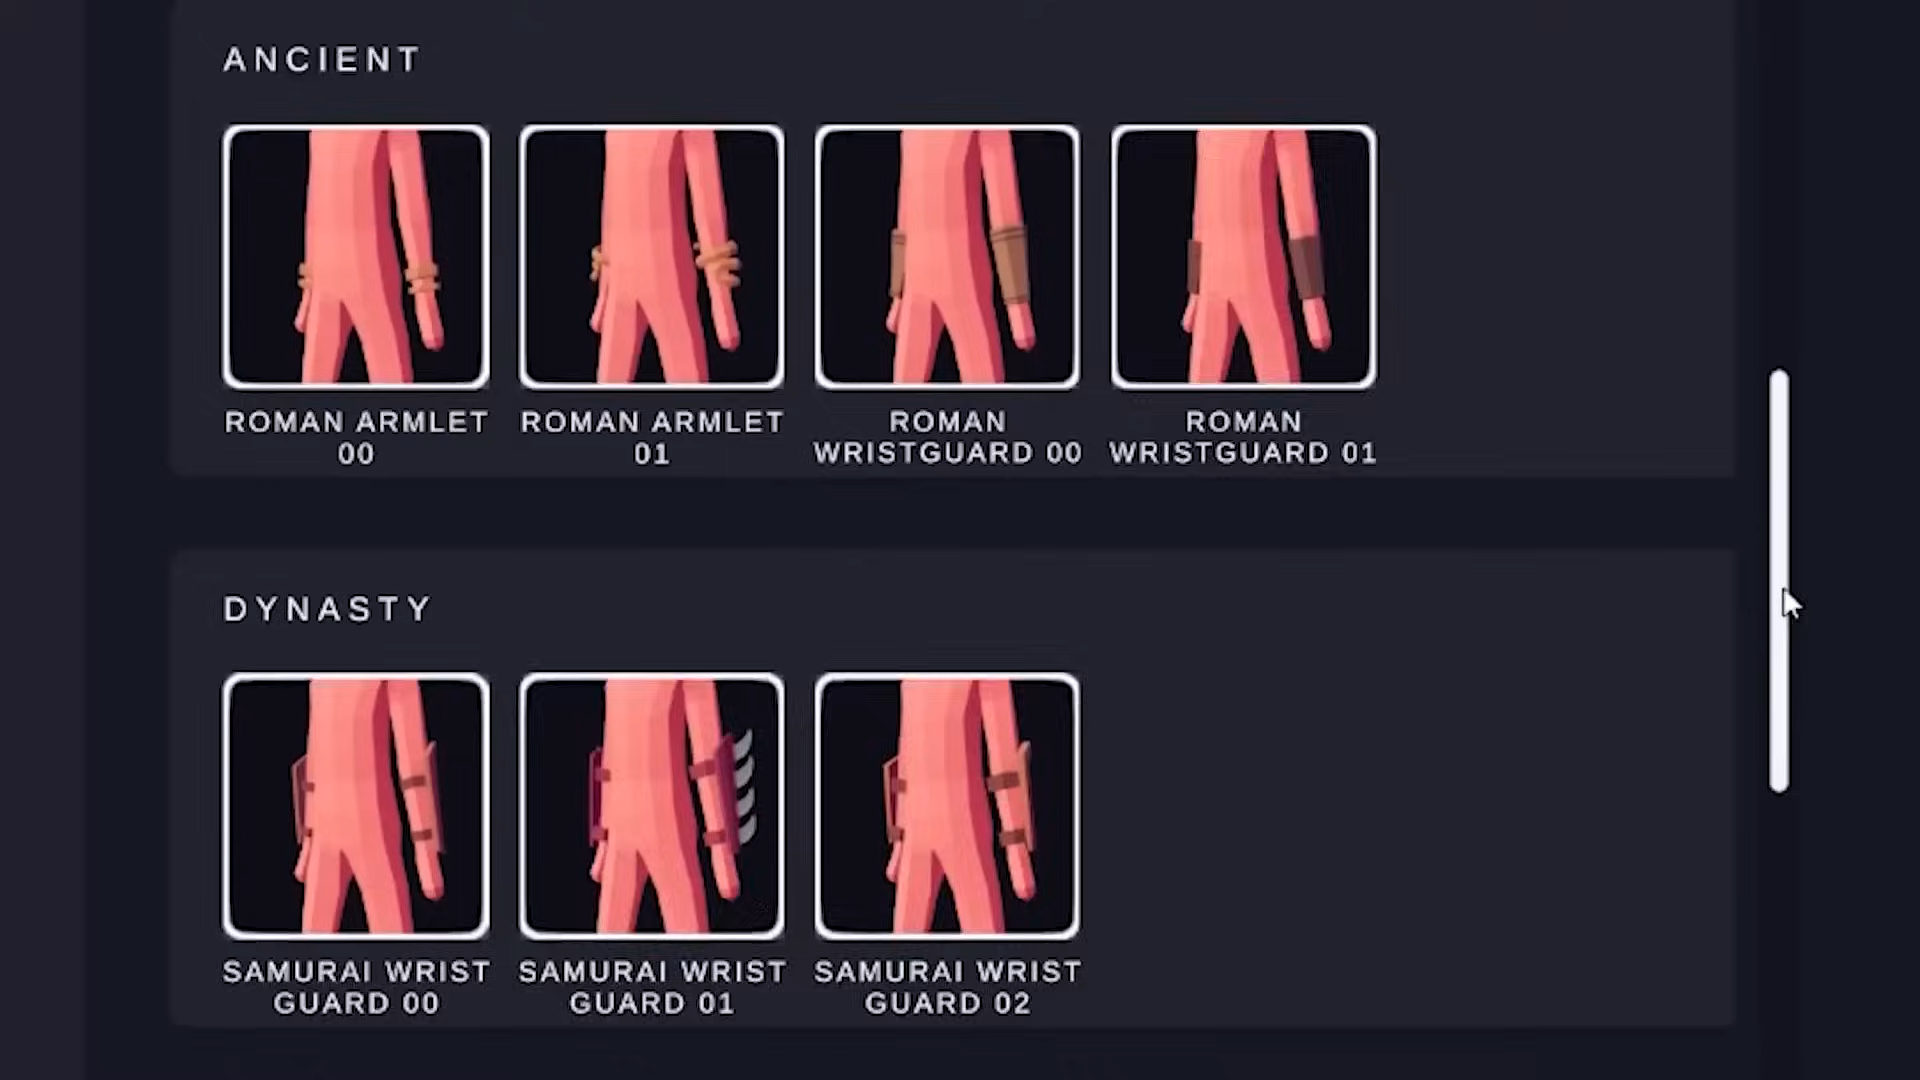 ANCIENT
ROMAN ARMLET
00
ROMAN ARMLET
01
ROMAN
WRISTGUARD 00
ROMAN
WRISTGUARD 01
DYNASTY
SAMURAI WRIST
GUARD 00
SAMURAI WRIST
GUARD 01
SAMURAI WRIST
GUARD 02